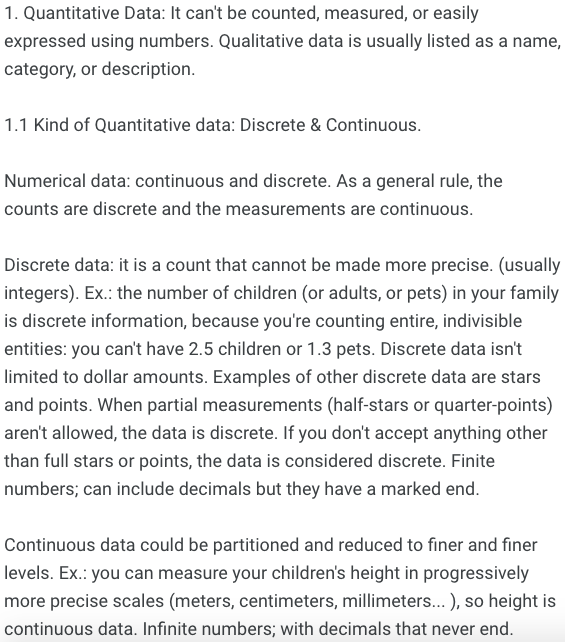 1. Quantitative Data: It can't be counted, measured, or easily
expressed using numbers. Qualitative data is usually listed as a name,
category, or description.
1.1 Kind of Quantitative data: Discrete & Continuous.
Numerical data: continuous and discrete. As a general rule, the
counts are discrete and the measurements are continuous.
Discrete data: it is a count that cannot be made more precise. (usually
integers). Ex.: the number of children (or adults, or pets) in your family
is discrete information, because you're counting entire, indivisible
entities: you can't have 2.5 children or 1.3 pets. Discrete data isn't
limited to dollar amounts. Examples of other discrete data are stars
and points. When partial measurements (half-stars or quarter-points)
aren't allowed, the data is discrete. If you don't accept anything other
than full stars or points, the data is considered discrete. Finite
numbers; can include decimals but they have a marked end.
Continuous data could be partitioned and reduced to finer and finer
levels. Ex.: you can measure your children's height in progressively
more precise scales (meters, centimeters, millimeters... ), so height is
continuous data. Infinite numbers; with decimals that never end.